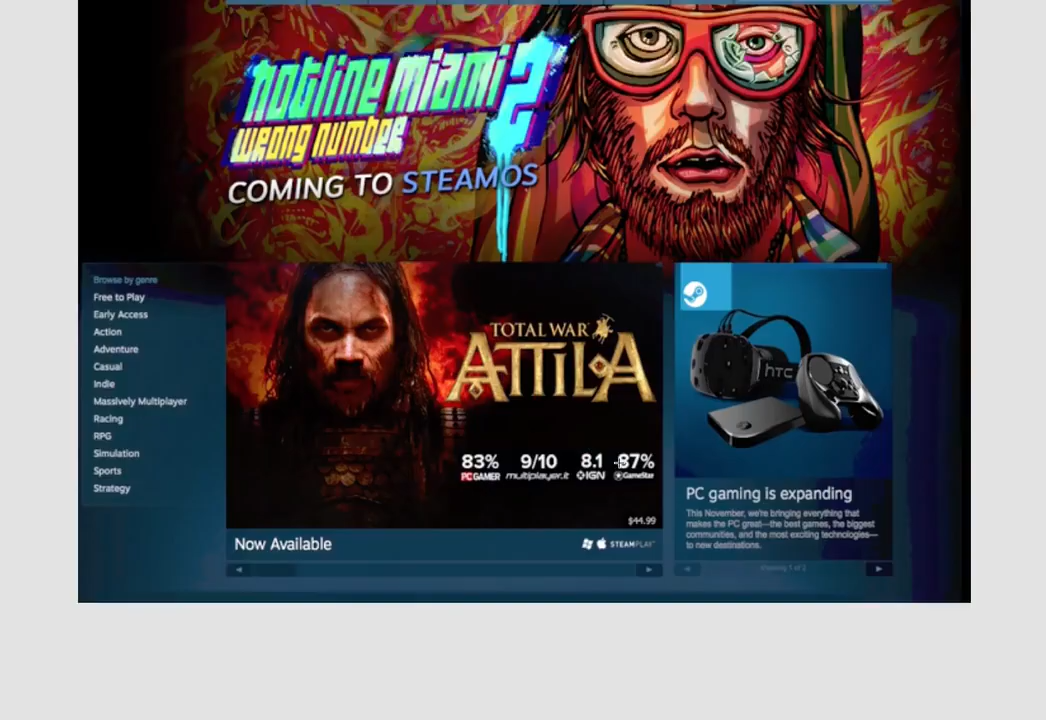 hotline miami 2
wrong number
COMING TO STEAMOS
Browse by genre
Free to Play
Early Access
Action
Adventure
Casual
Indie
Massively Multiplayer
Racing
RPG
Simulation
Sports
Strategy
TOTAL WAR
ATTILA
83% 9/10 8.1 87%
PC GAMER multiplayer.it IGN GameStar
$44.99
Now Available
STEAMPLAY
htc
PC gaming is expanding
This November, we're bringing everything that
makes the PC great—the best games, the biggest
communities, and the most exciting technologies—
to new destinations.
showing 1 of 2